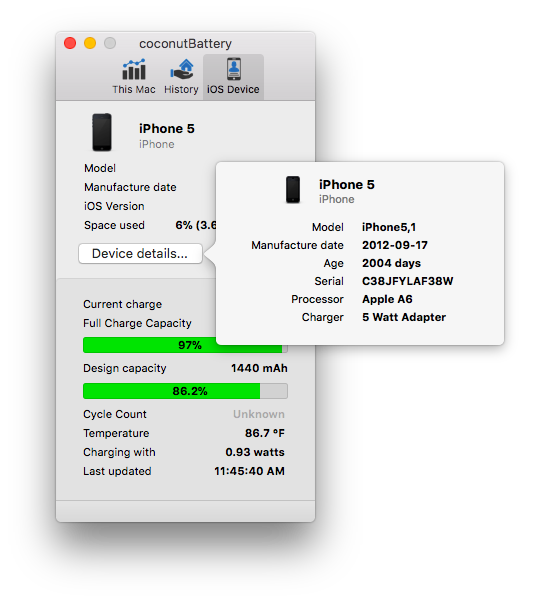 coconutBattery
This Mac History iOS Device
iPhone 5
iPhone
Model
Manufacture date
iOS Version
Space used 6% (3.6
Device details...
iPhone 5
iPhone
Model iPhone5,1
Manufacture date 2012-09-17
Age 2004 days
Serial C38JFYLAF38W
Processor Apple A6
Charger 5 Watt Adapter
Current charge
Full Charge Capacity
97%
Design capacity 1440 mAh
86.2%
Cycle Count Unknown
Temperature 86.7 °F
Charging with 0.93 watts
Last updated 11:45:40 AM